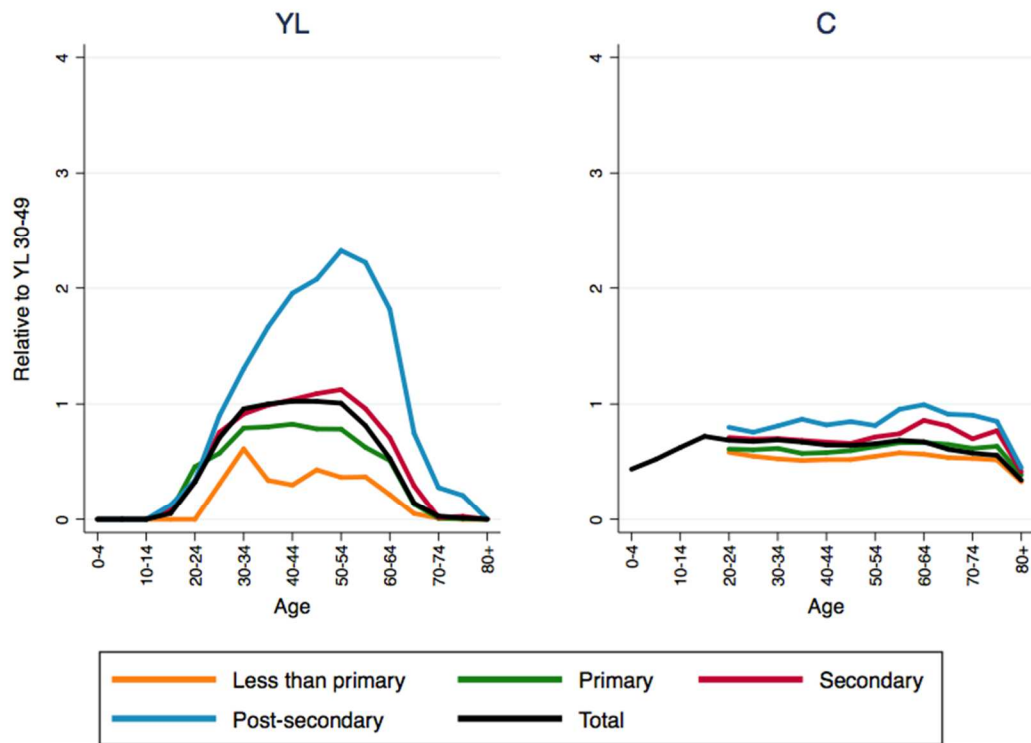 YL
C
Relative to YL 30-49
4
3
2
1
0
0-4
10-14
20-24
30-34
40-44
50-54
60-64
70-74
80+
Age
4
3
2
1
0
0-4
10-14
20-24
30-34
40-44
50-54
60-64
70-74
80+
Age
Less than primary
Primary
Secondary
Post-secondary
Total